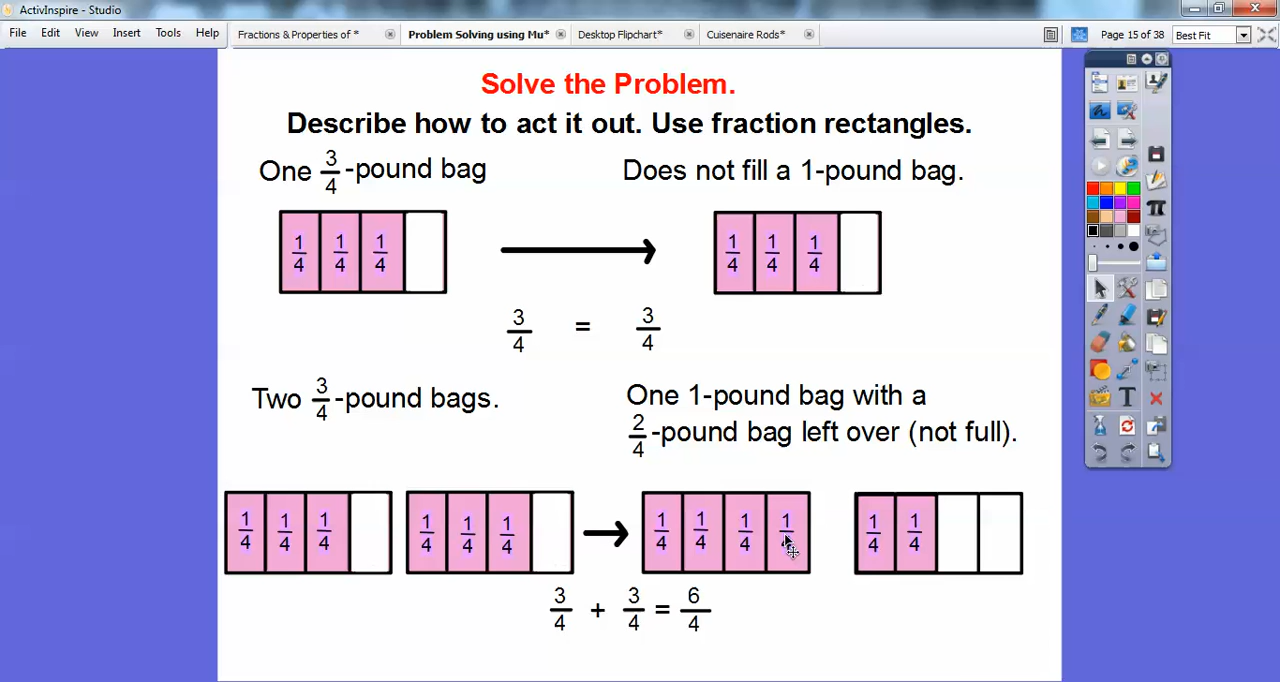 ActivInspire - Studio
File Edit View Insert Tools Help
Fractions & Properties of * Problem Solving using Mu* Desktop Flipchart* Cuisenaire Rods* Page 15 of 38 Best Fit
Solve the Problem.
Describe how to act it out. Use fraction rectangles.
One 3/4-pound bag
Does not fill a 1-pound bag.
1/4 1/4 1/4
1/4 1/4 1/4
3/4 = 3/4
Two 3/4-pound bags.
One 1-pound bag with a
2/4-pound bag left over (not full).
1/4 1/4 1/4
1/4 1/4 1/4
1/4 1/4 1/4 1/4
1/4 1/4
3/4 + 3/4 = 6/4